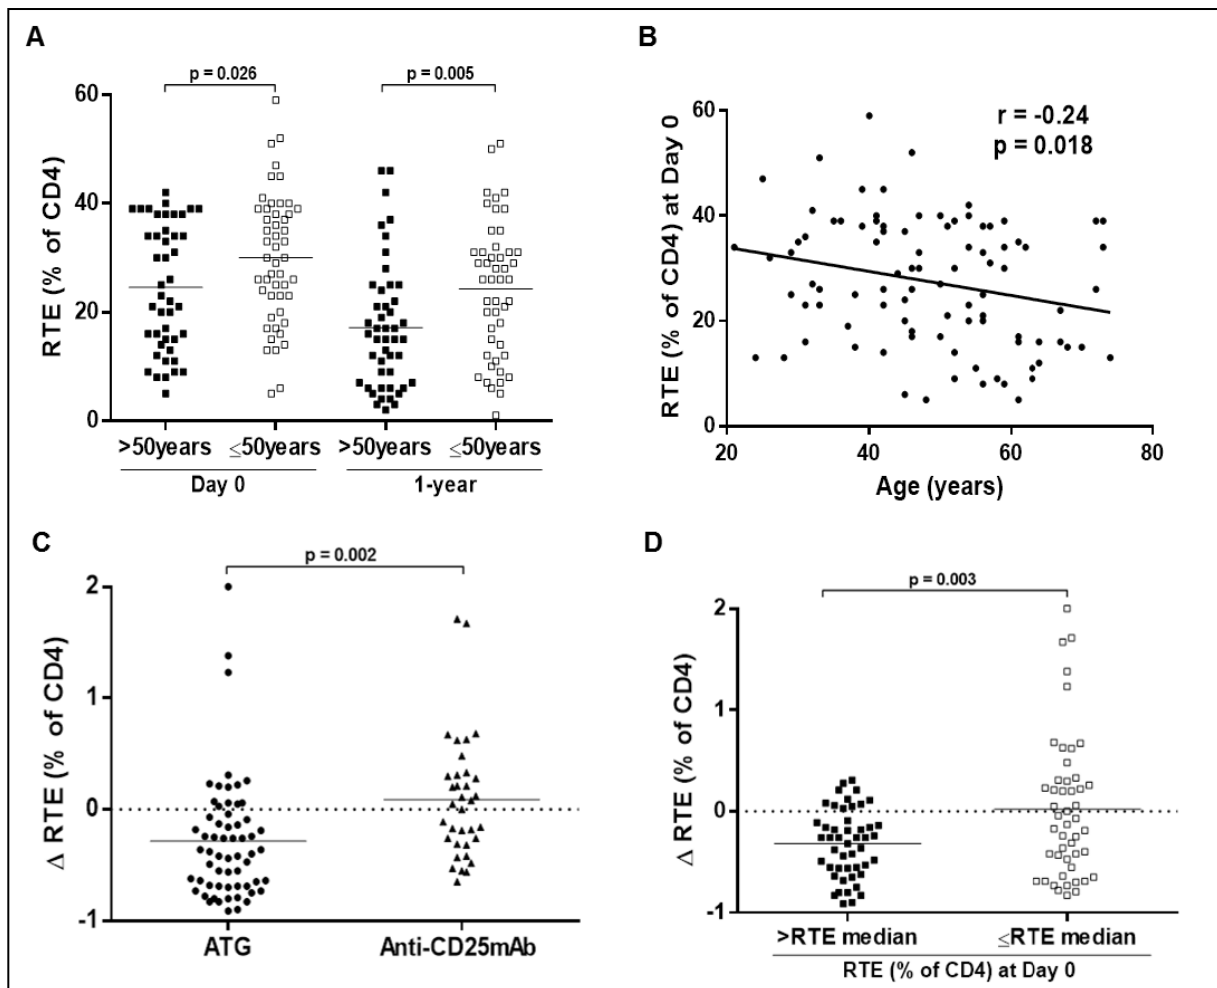 A
p = 0.026
p = 0.005
60
40
20
0
RTE (% of CD4)
>50years
≤50years
>50years
≤50years
Day 0
1-year
B
r = -0.24
p = 0.018
60
40
20
0
RTE (% of CD4) at Day 0
20
40
60
80
Age (years)
C
p = 0.002
2
1
0
-1
Δ RTE (% of CD4)
ATG
Anti-CD25mAb
D
p = 0.003
2
1
0
-1
Δ RTE (% of CD4)
>RTE median
≤RTE median
RTE (% of CD4) at Day 0